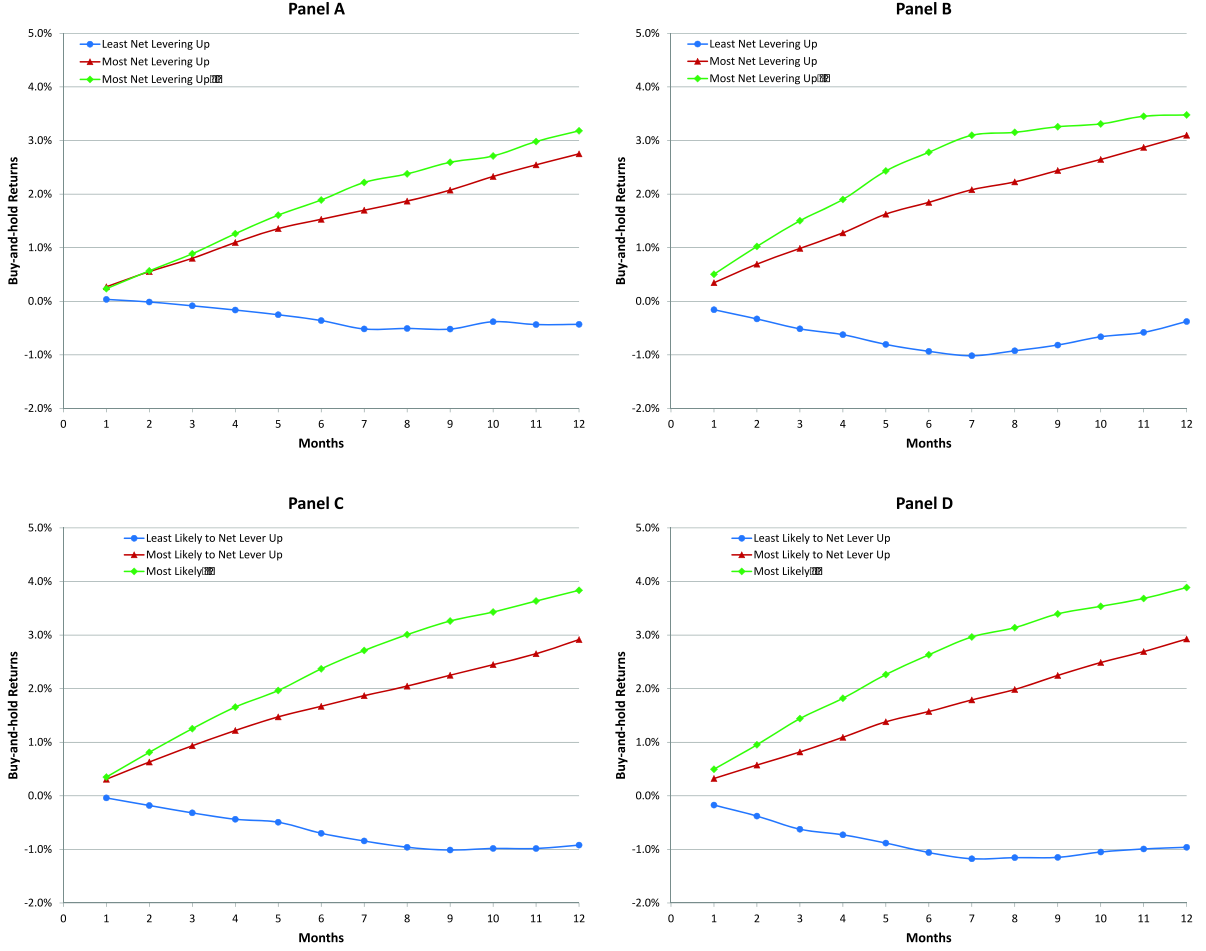 Panel A
5.0%
4.0%
3.0%
2.0%
1.0%
0.0%
-1.0%
-2.0%
Buy-and-hold Returns
Least Net Levering Up
Most Net Levering Up
Most Net Levering Up
0 1 2 3 4 5 6 7 8 9 10 11 12
Months
Panel B
5.0%
4.0%
3.0%
2.0%
1.0%
0.0%
-1.0%
-2.0%
Buy-and-hold Returns
Least Net Levering Up
Most Net Levering Up
Most Net Levering Up
0 1 2 3 4 5 6 7 8 9 10 11 12
Months
Panel C
5.0%
4.0%
3.0%
2.0%
1.0%
0.0%
-1.0%
-2.0%
Buy-and-hold Returns
Least Likely to Net Lever Up
Most Likely to Net Lever Up
Most Likely
0 1 2 3 4 5 6 7 8 9 10 11 12
Months
Panel D
5.0%
4.0%
3.0%
2.0%
1.0%
0.0%
-1.0%
-2.0%
Buy-and-hold Returns
Least Likely to Net Lever Up
Most Likely to Net Lever Up
Most Likely
0 1 2 3 4 5 6 7 8 9 10 11 12
Months